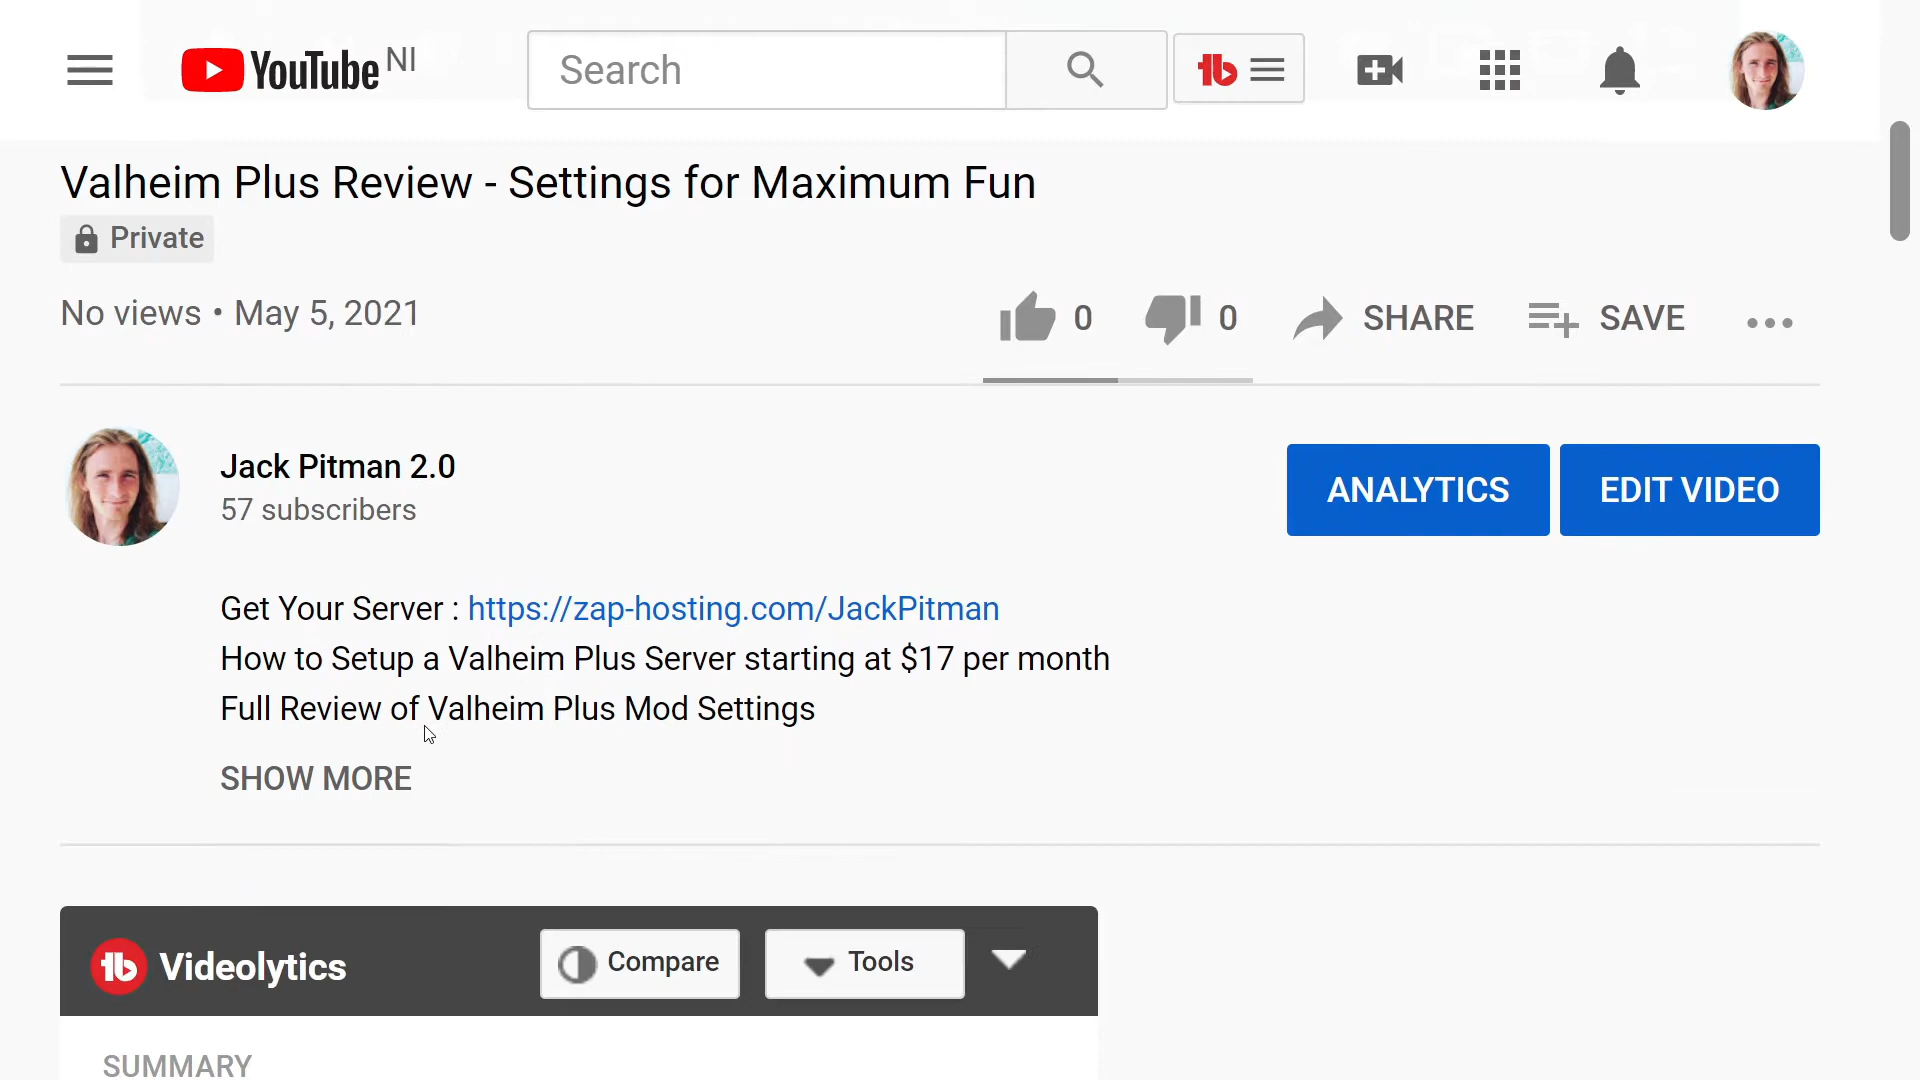 YouTube NI
Search
Valheim Plus Review - Settings for Maximum Fun
Private
No views • May 5, 2021
0
0
SHARE
SAVE
Jack Pitman 2.0
57 subscribers
ANALYTICS
EDIT VIDEO
Get Your Server : https://zap-hosting.com/JackPitman
How to Setup a Valheim Plus Server starting at $17 per month
Full Review of Valheim Plus Mod Settings
SHOW MORE
Videolytics
Compare
Tools
SUMMARY